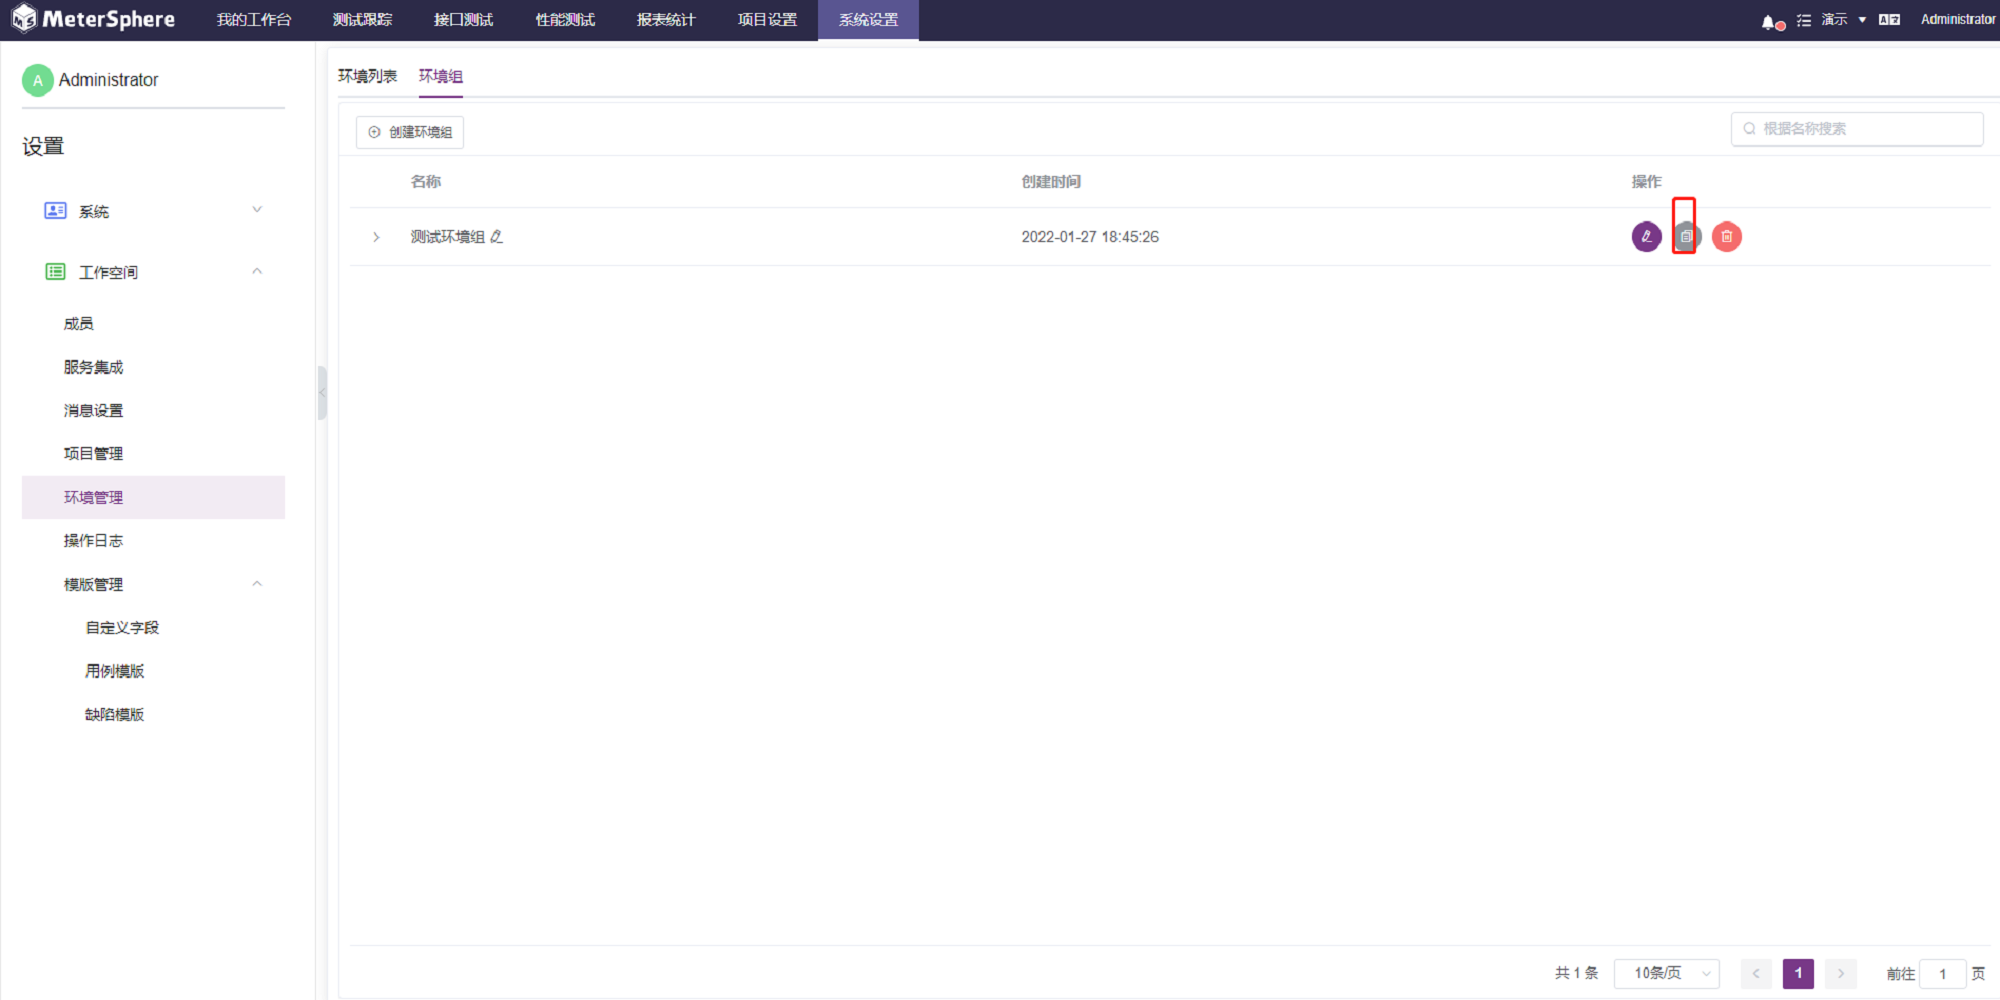 MeterSphere 我的工作台 测试跟踪 接口测试 性能测试 报表统计 项目设置 系统设置 演示 Administrator
A Administrator
环境列表 环境组
创建环境组 根据名称搜索
设置
名称 创建时间 操作
系统
测试环境组 2022-01-27 18:45:26
工作空间
成员
服务集成
消息设置
项目管理
环境管理
操作日志
模版管理
自定义字段
用例模版
缺陷模版
共 1 条 10条/页 1 前往 1 页